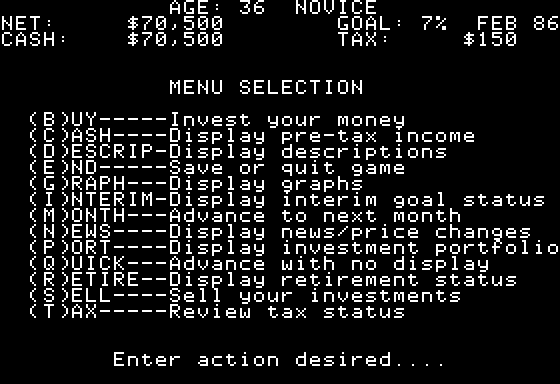 AGE: 36  NOVICE
NET:    $70,500        GOAL: 7%  FEB 86
CASH:   $70,500        TAX:     $150
MENU SELECTION
(B)UY-----Invest your money
(C)ASH----Display pre-tax income
(D)ESCRIP-Display descriptions
(E)ND-----Save or quit game
(G)RAPH---Display graphs
(I)NTERIM-Display interim goal status
(M)ONTH---Advance to next month
(N)EWS----Display news/price changes
(P)ORT----Display investment portfolio
(Q)UICK---Advance with no display
(R)ETIRE--Display retirement status
(S)ELL----Sell your investments
(T)AX-----Review tax status
Enter action desired....